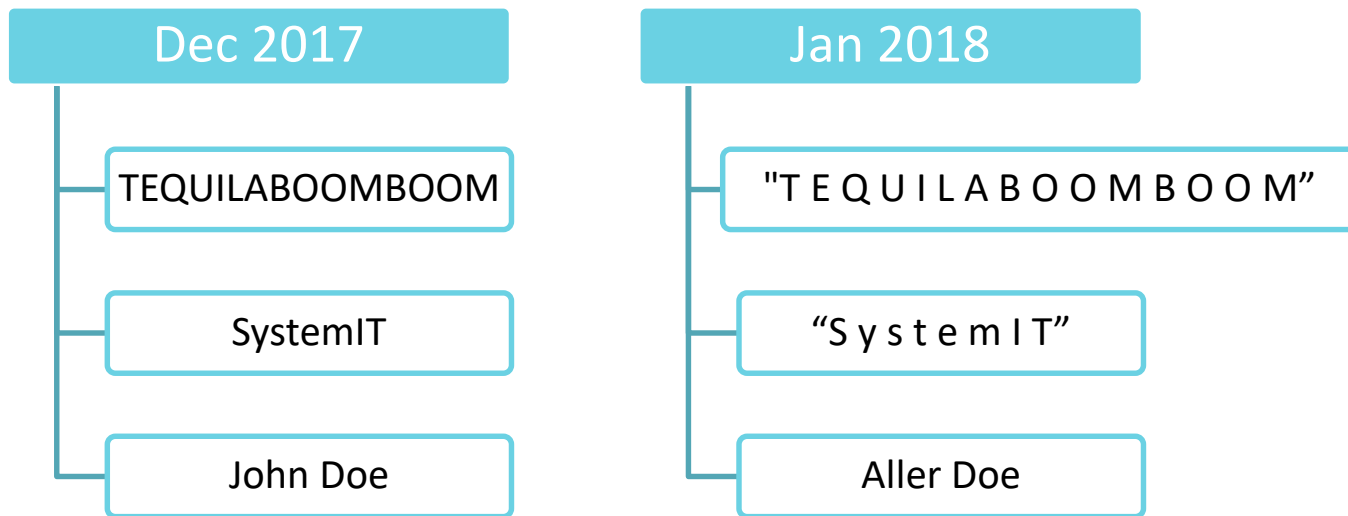 Dec 2017
TEQUILABOOMBOOM
SystemIT
John Doe
Jan 2018
"T E Q U I L A B O O M B O O M”
“S y s t e m I T”
Aller Doe